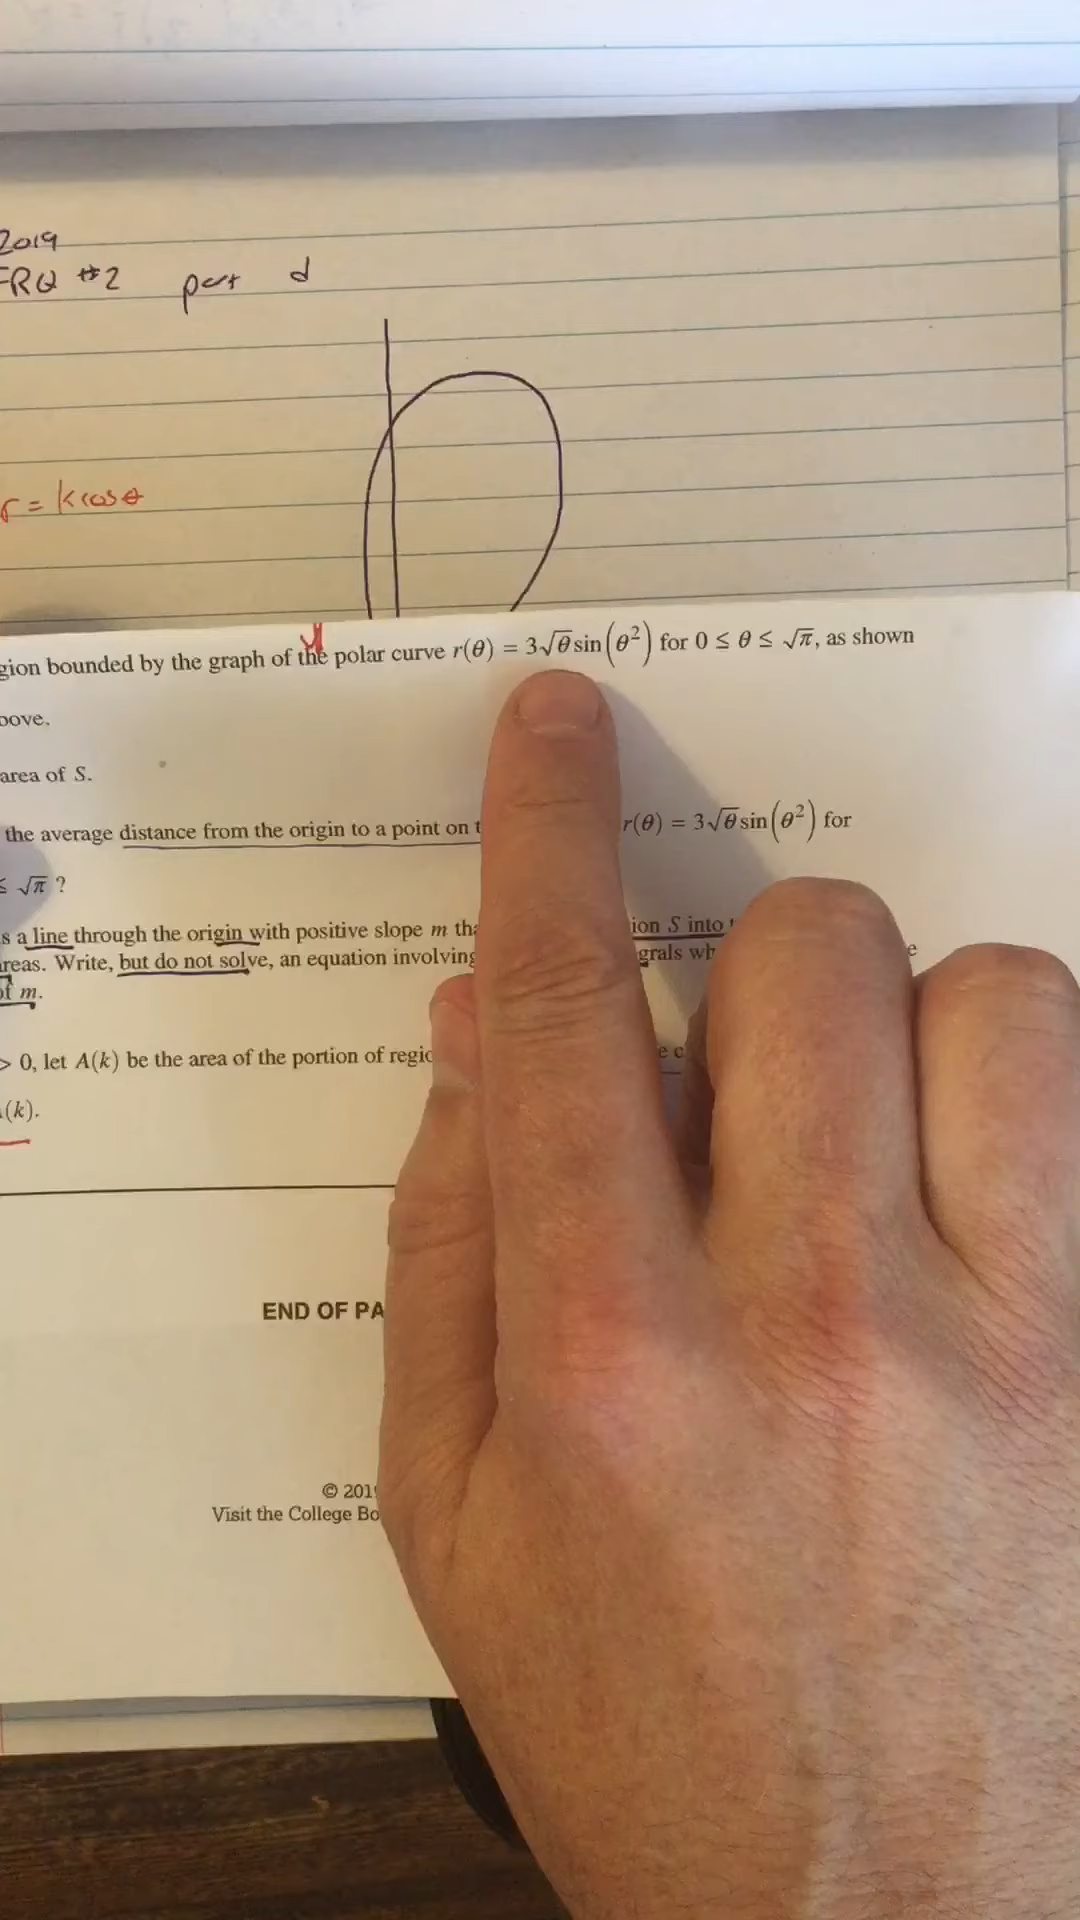 2019
FRQ #2 part d
r = k cos θ
gion bounded by the graph of the polar curve r(θ) = 3√θ sin(θ²) for 0 ≤ θ ≤ √π, as shown
bove.
area of S.
the average distance from the origin to a point on t r(θ) = 3√θ sin(θ²) for
≤ √π ?
s a line through the origin with positive slope m tha ion S into
reas. Write, but do not solve, an equation involving grals wh e
of m.
> 0, let A(k) be the area of the portion of regio e c
(k).
END OF PA
© 201
Visit the College Bo